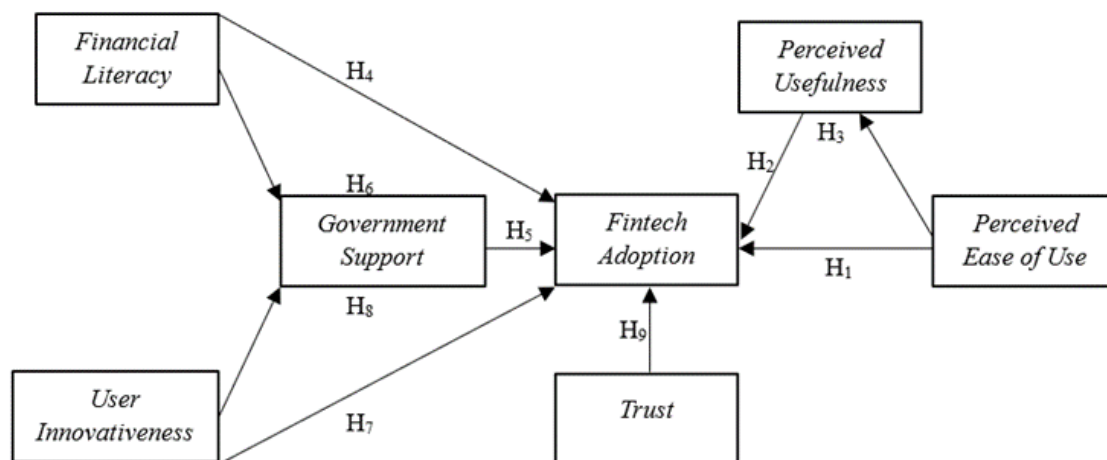 Financial
Literacy
H₄
Perceived
Usefulness
H₃
H₂
H₆
Government
Support
H₅
Fintech
Adoption
Perceived
Ease of Use
H₁
H₈
H₉
User
Innovativeness
H₇
Trust